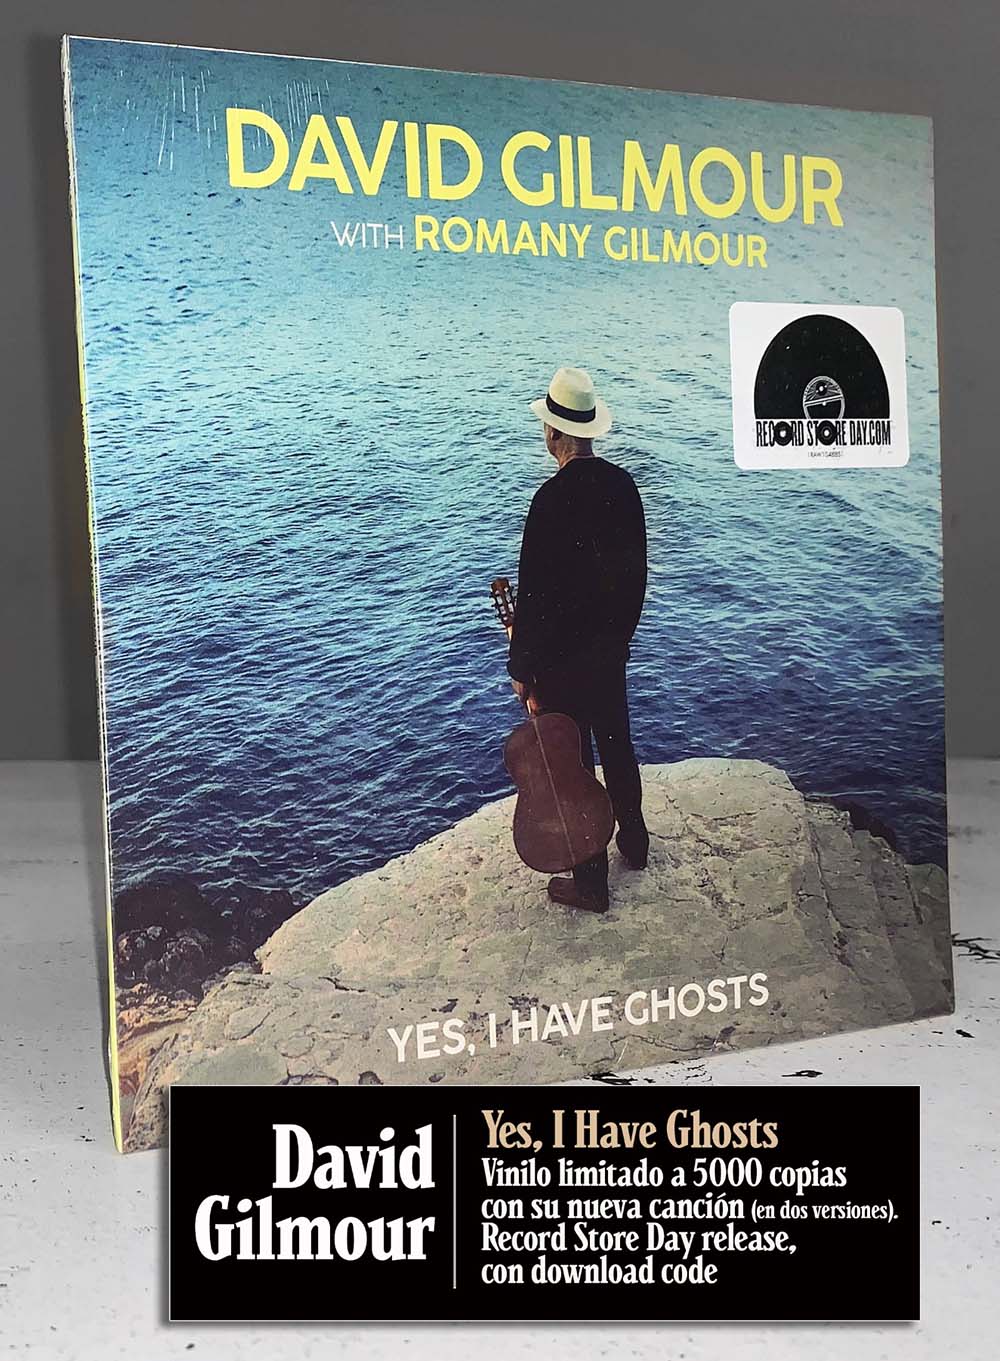 DAVID GILMOUR
WITH ROMANY GILMOUR
RECORD STORE DAY.COM
YES, I HAVE GHOSTS
David
Gilmour
Yes, I Have Ghosts
Vinilo limitado a 5000 copias
con su nueva canción (en dos versiones).
Record Store Day release,
con download code